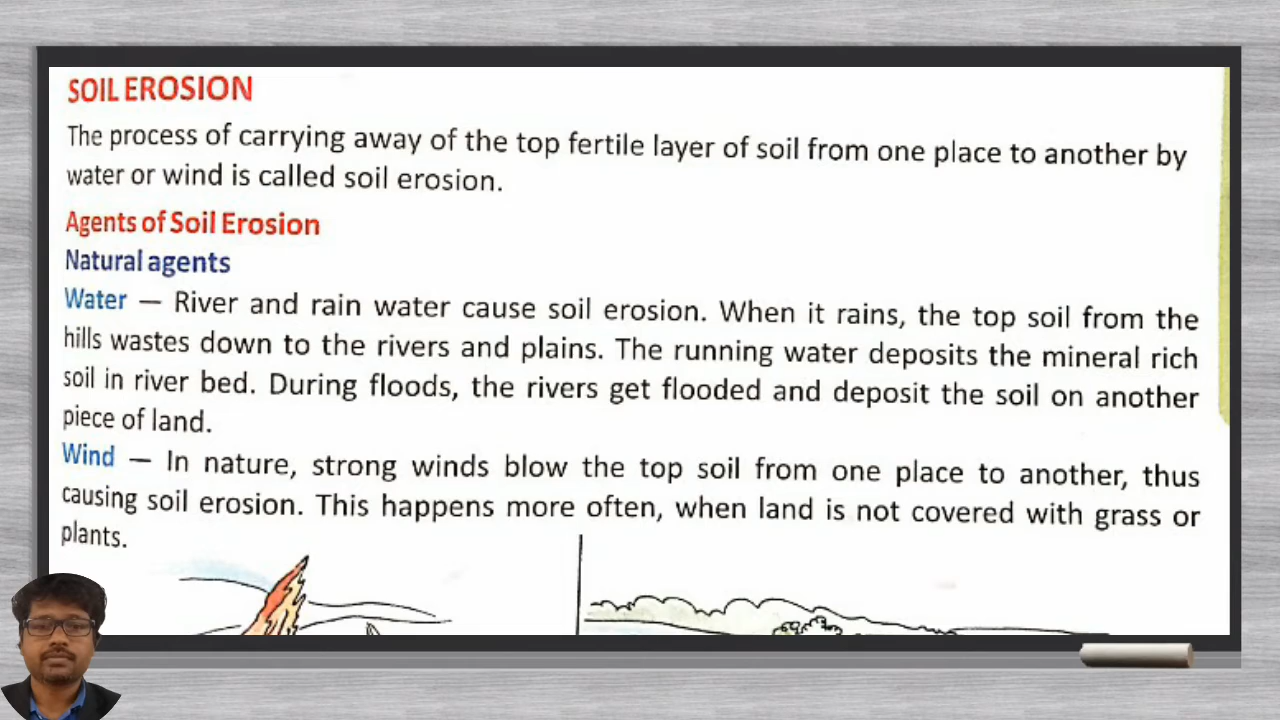 SOIL EROSION
The process of carrying away of the top fertile layer of soil from one place to another by
water or wind is called soil erosion.
Agents of Soil Erosion
Natural agents
Water — River and rain water cause soil erosion. When it rains, the top soil from the
hills wastes down to the rivers and plains. The running water deposits the mineral rich
soil in river bed. During floods, the rivers get flooded and deposit the soil on another
piece of land.
Wind — In nature, strong winds blow the top soil from one place to another, thus
causing soil erosion. This happens more often, when land is not covered with grass or
plants.